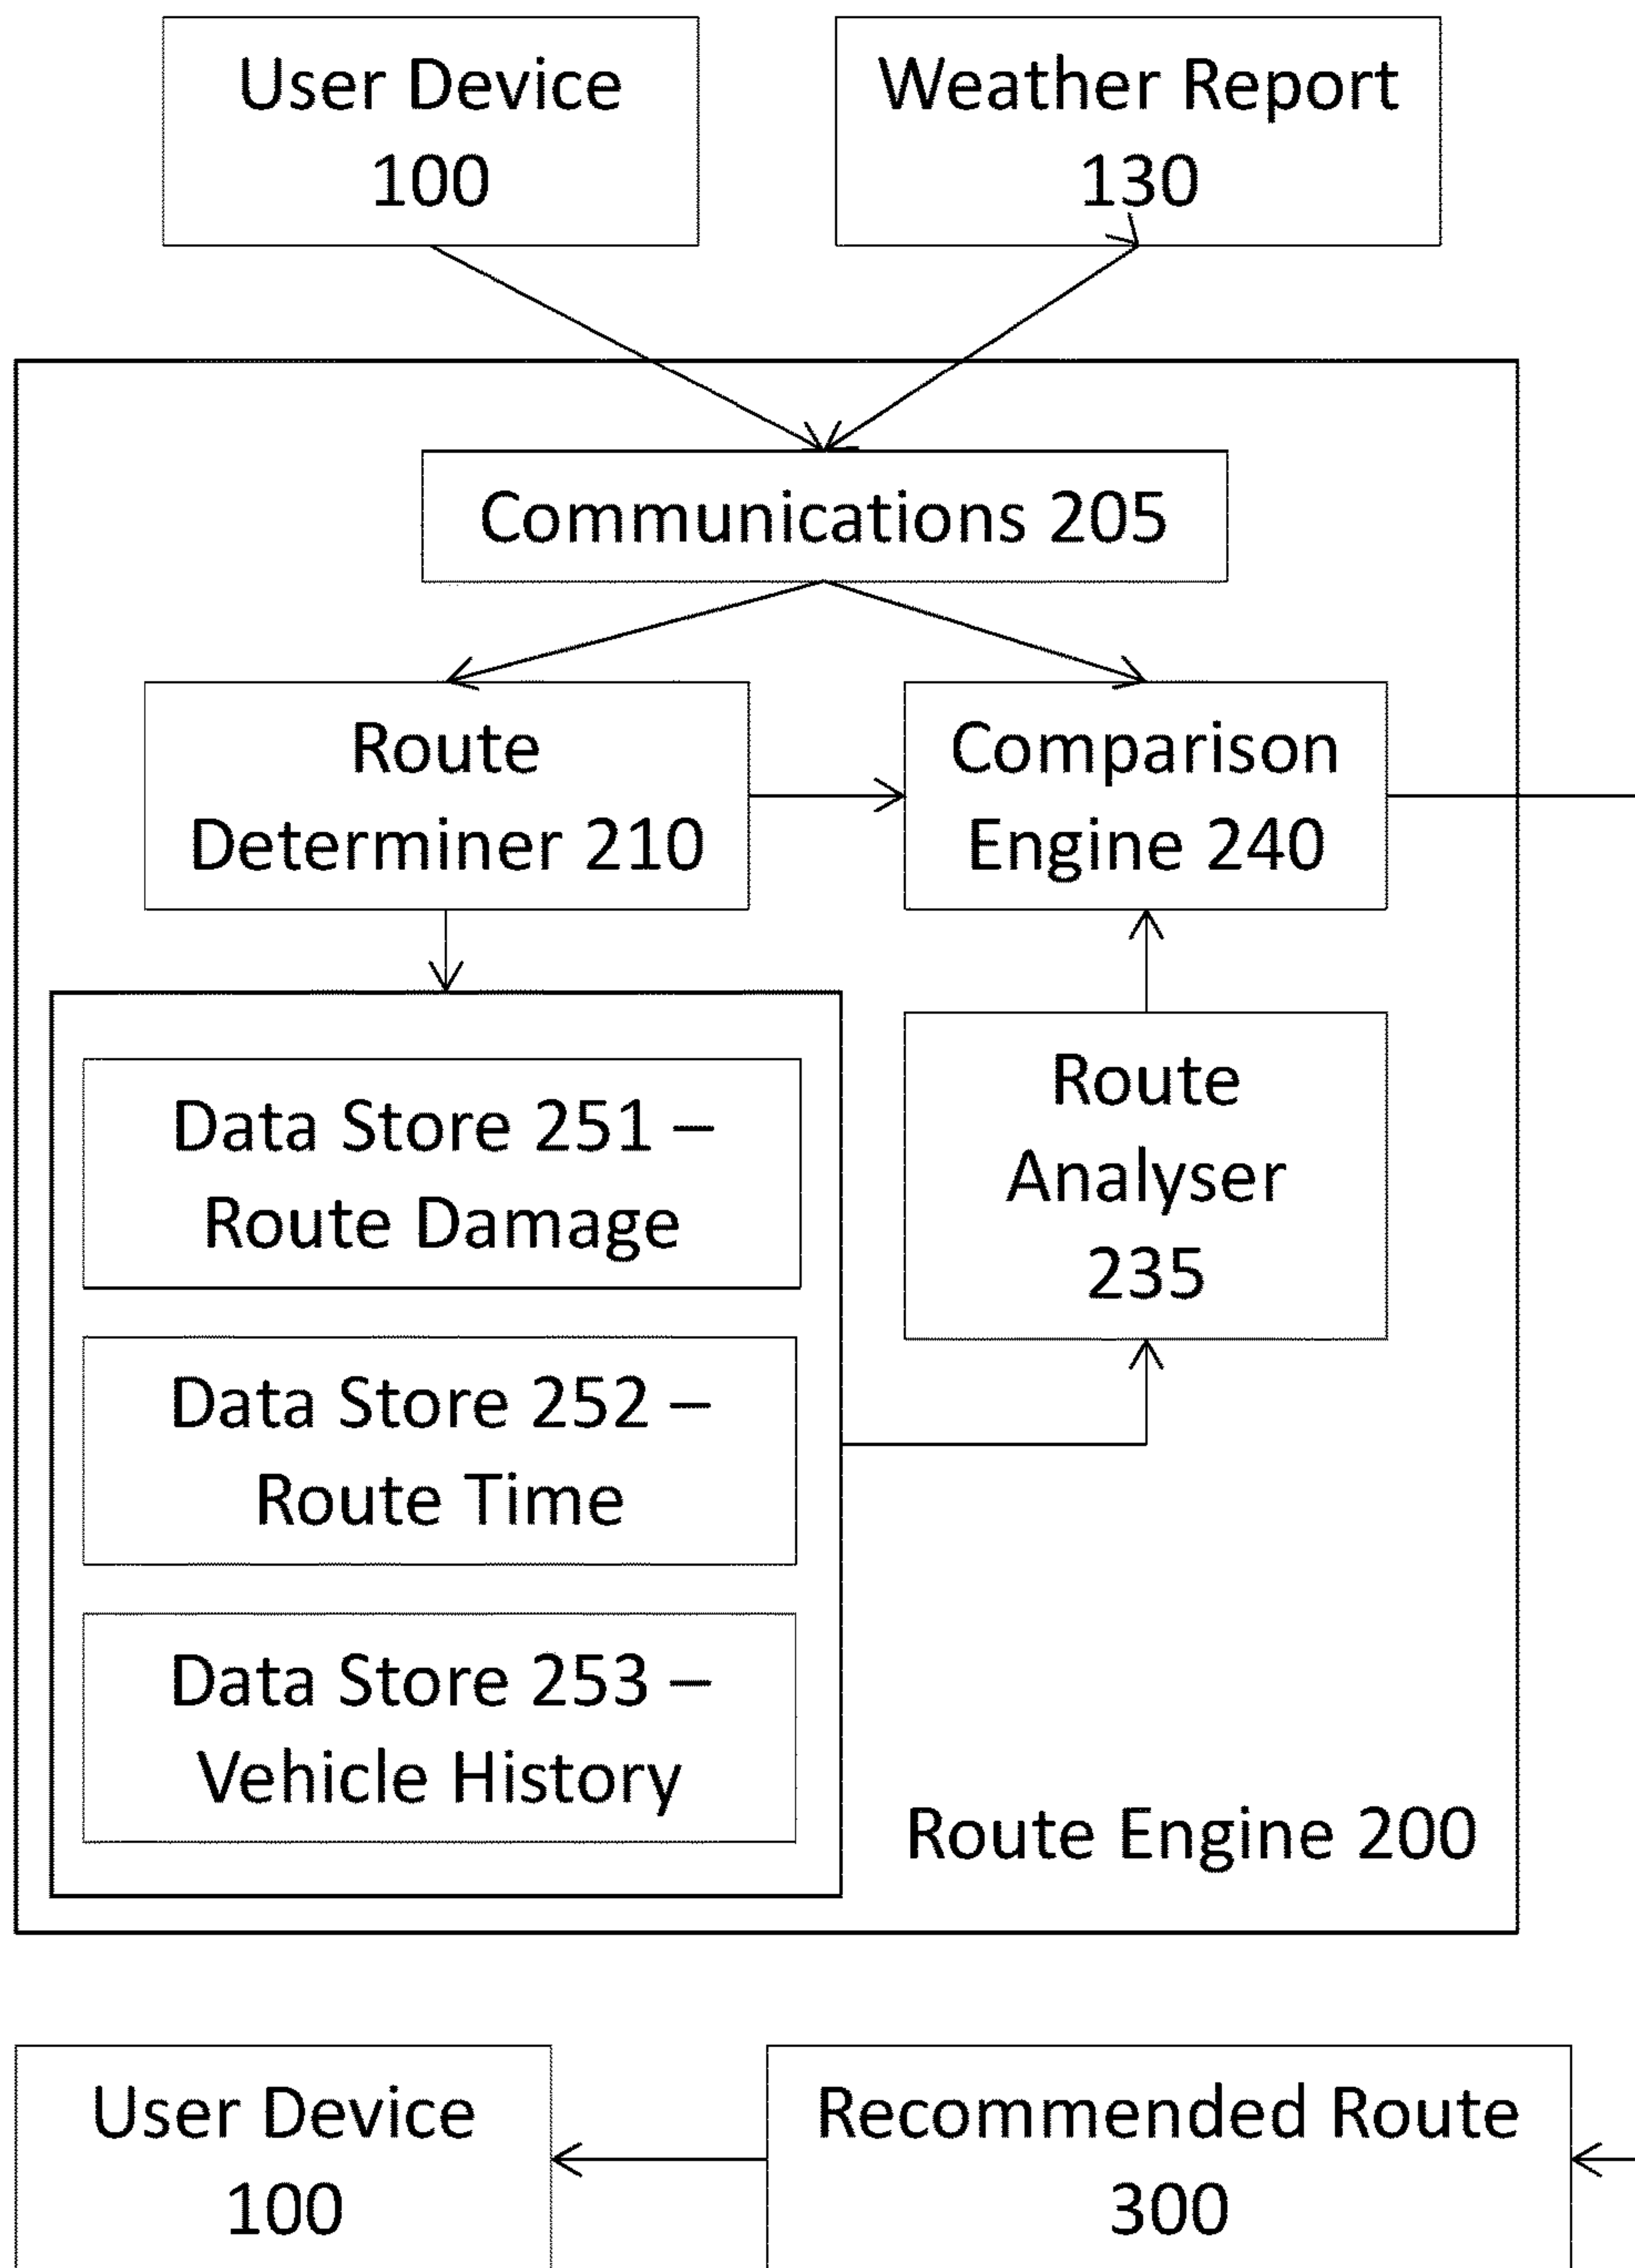 User Device
100
Weather Report
130
Communications 205
Route
Determiner 210
Comparison
Engine 240
Data Store 251 –
Route Damage
Route
Analyser
235
Data Store 252 –
Route Time
Data Store 253 –
Vehicle History
Route Engine 200
User Device
100
Recommended Route
300